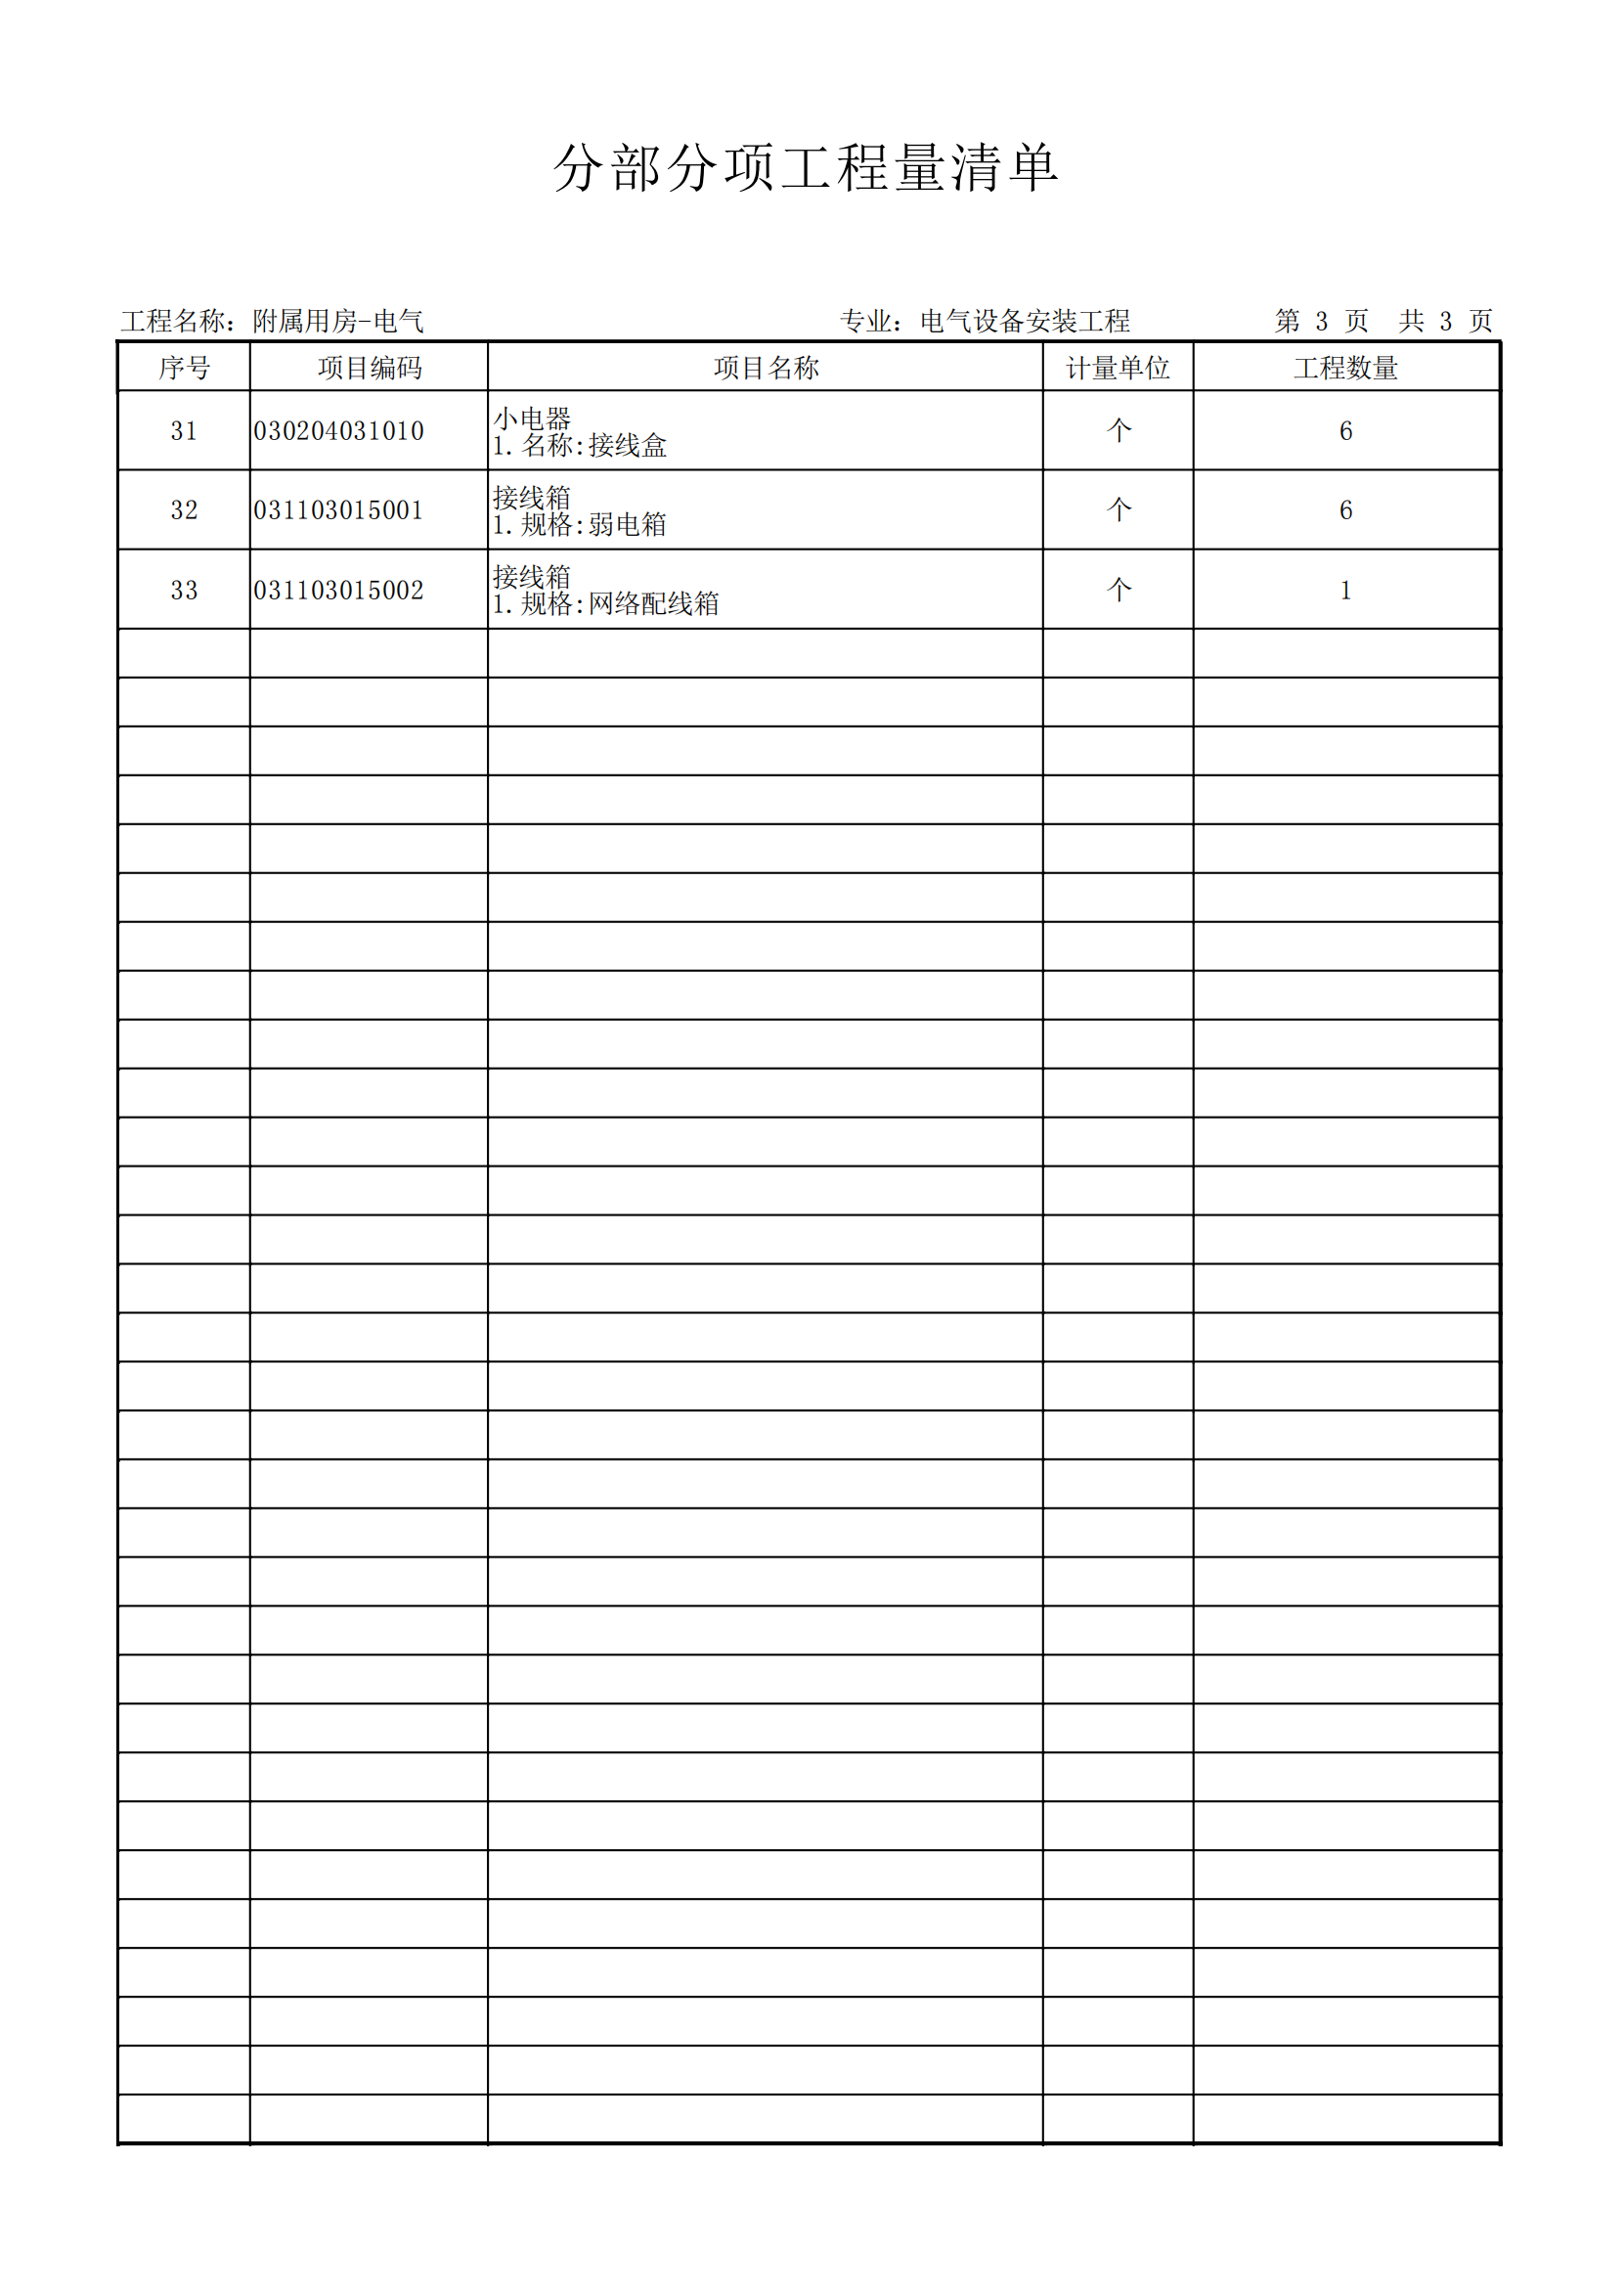 分部分项工程量清单
工程名称：附属用房-电气 专业：电气设备安装工程 第 3 页 共 3 页
序号 项目编码 项目名称 计量单位 工程数量
31 030204031010 小电器 个 6
1.名称:接线盒
32 031103015001 接线箱 个 6
1.规格:弱电箱
33 031103015002 接线箱 个 1
1.规格:网络配线箱